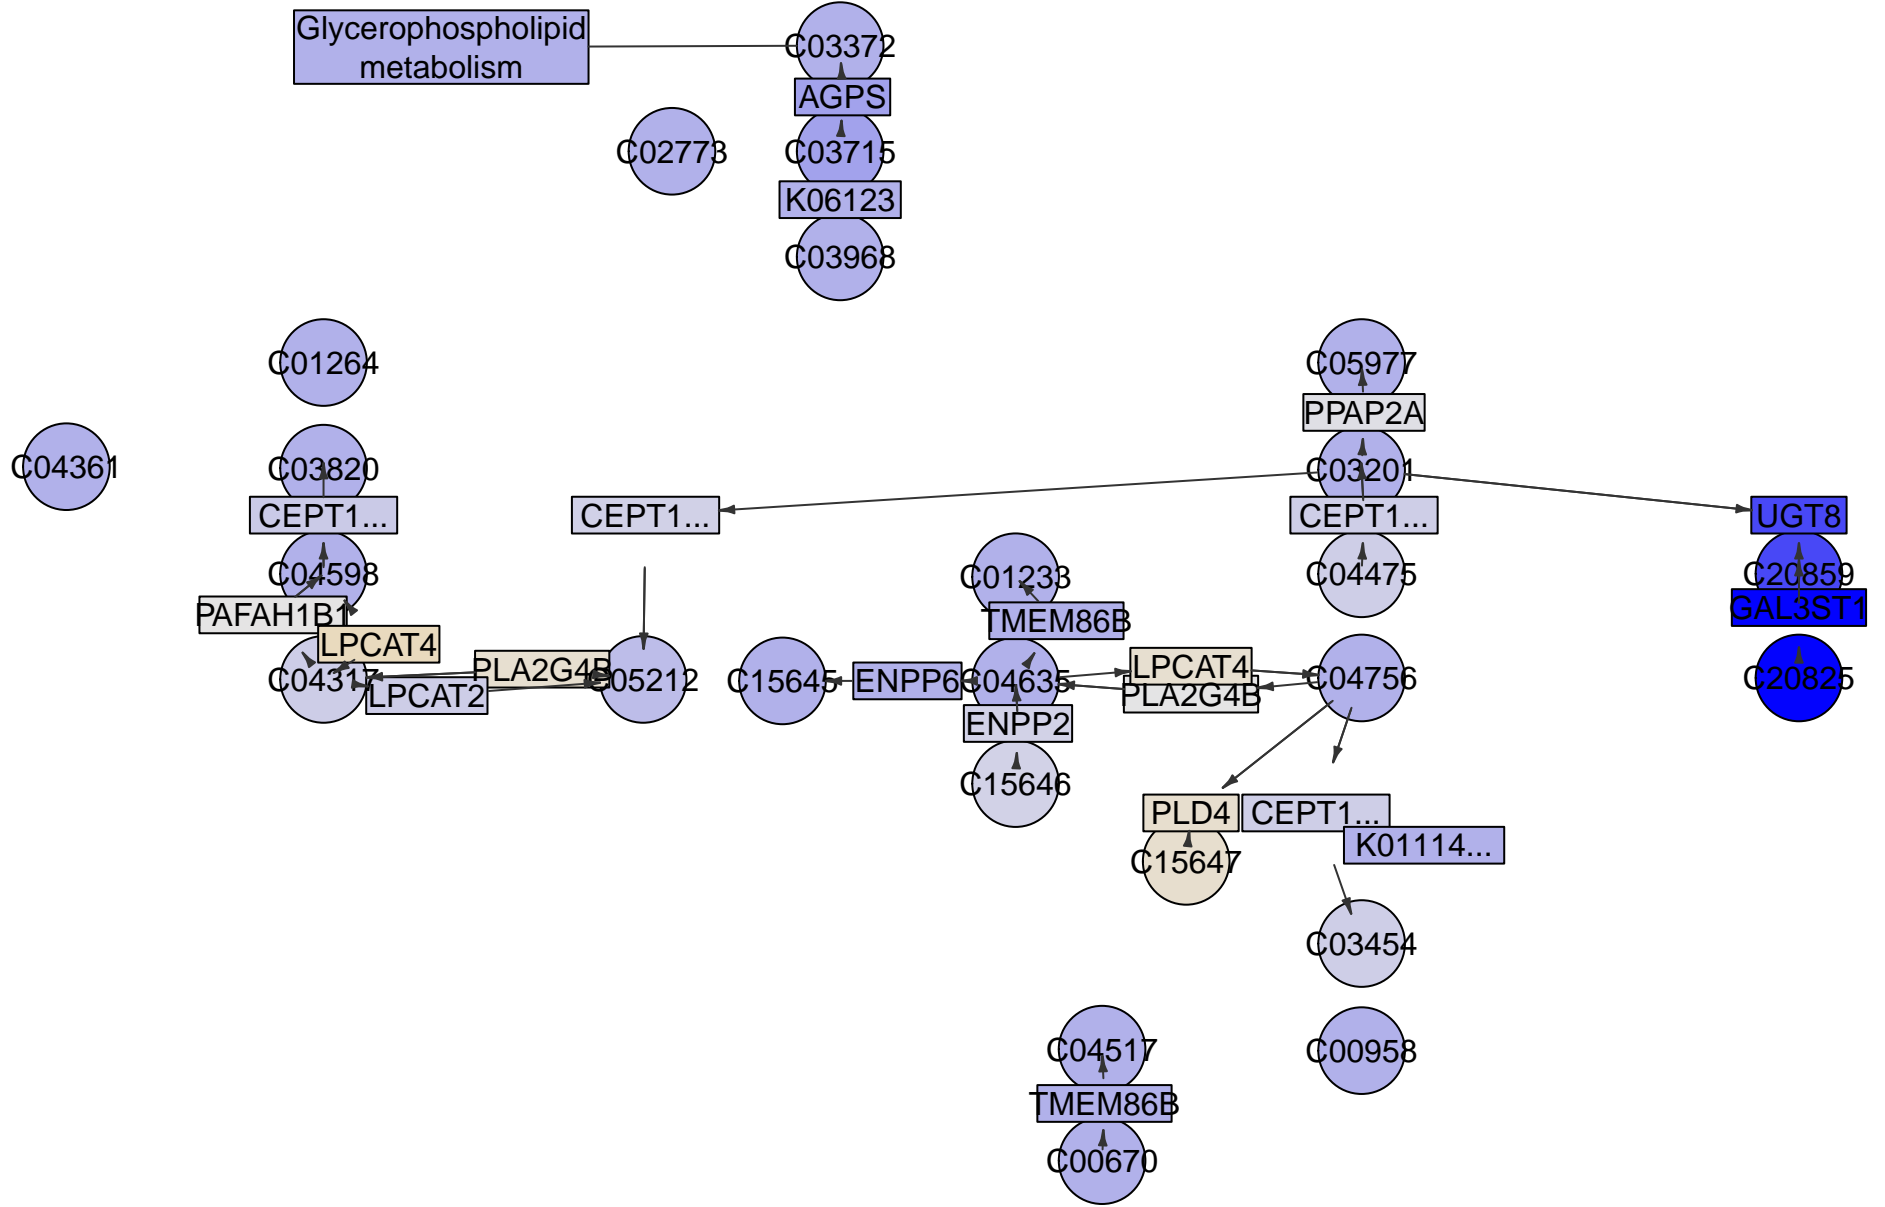 Glycerophospholipid
metabolism
C03372
AGPS
C02773
C03715
K06123
C03968
C01264
C05977
PPAP2A
C04361
C03820
C03201
CEPT1...
CEPT1...
CEPT1...
UGT8
C04598
C01233
C04475
C20859
PAFAH1B1
TMEM86B
GAL3ST1
LPCAT4
PLA2G4B
LPCAT4
C04317
LPCAT2
C05212
C15645
ENPP6
C04635
PLA2G4B
C04756
C20825
ENPP2
C15646
PLD4
CEPT1...
K01114...
C15647
C03454
C04517
C00958
TMEM86B
C00670